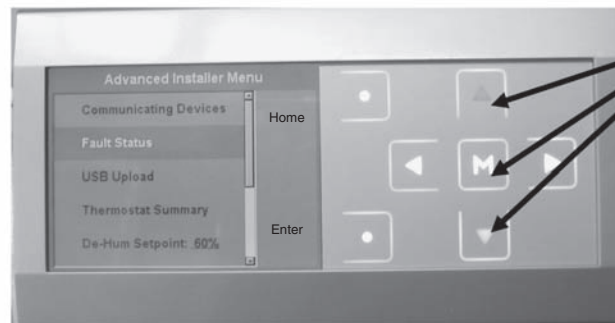 Advanced Installer Menu
Communicating Devices
Home
Fault Status
USB Upload
Thermostat Summary
Enter
De-Hum Setpoint: 60%
M